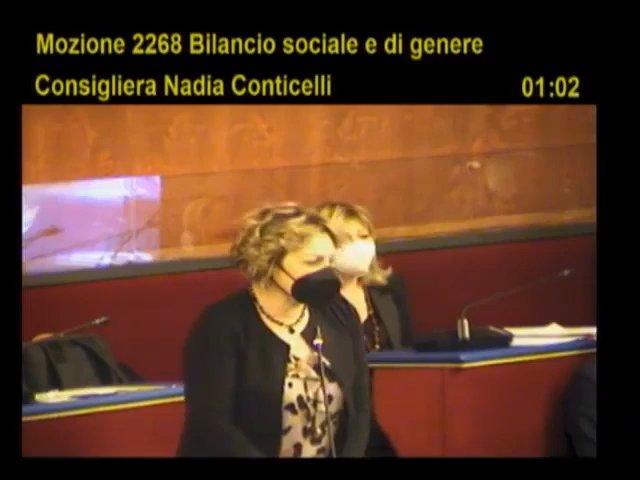 Mozione 2268 Bilancio sociale e di genere
Consigliera Nadia Conticelli 01:02